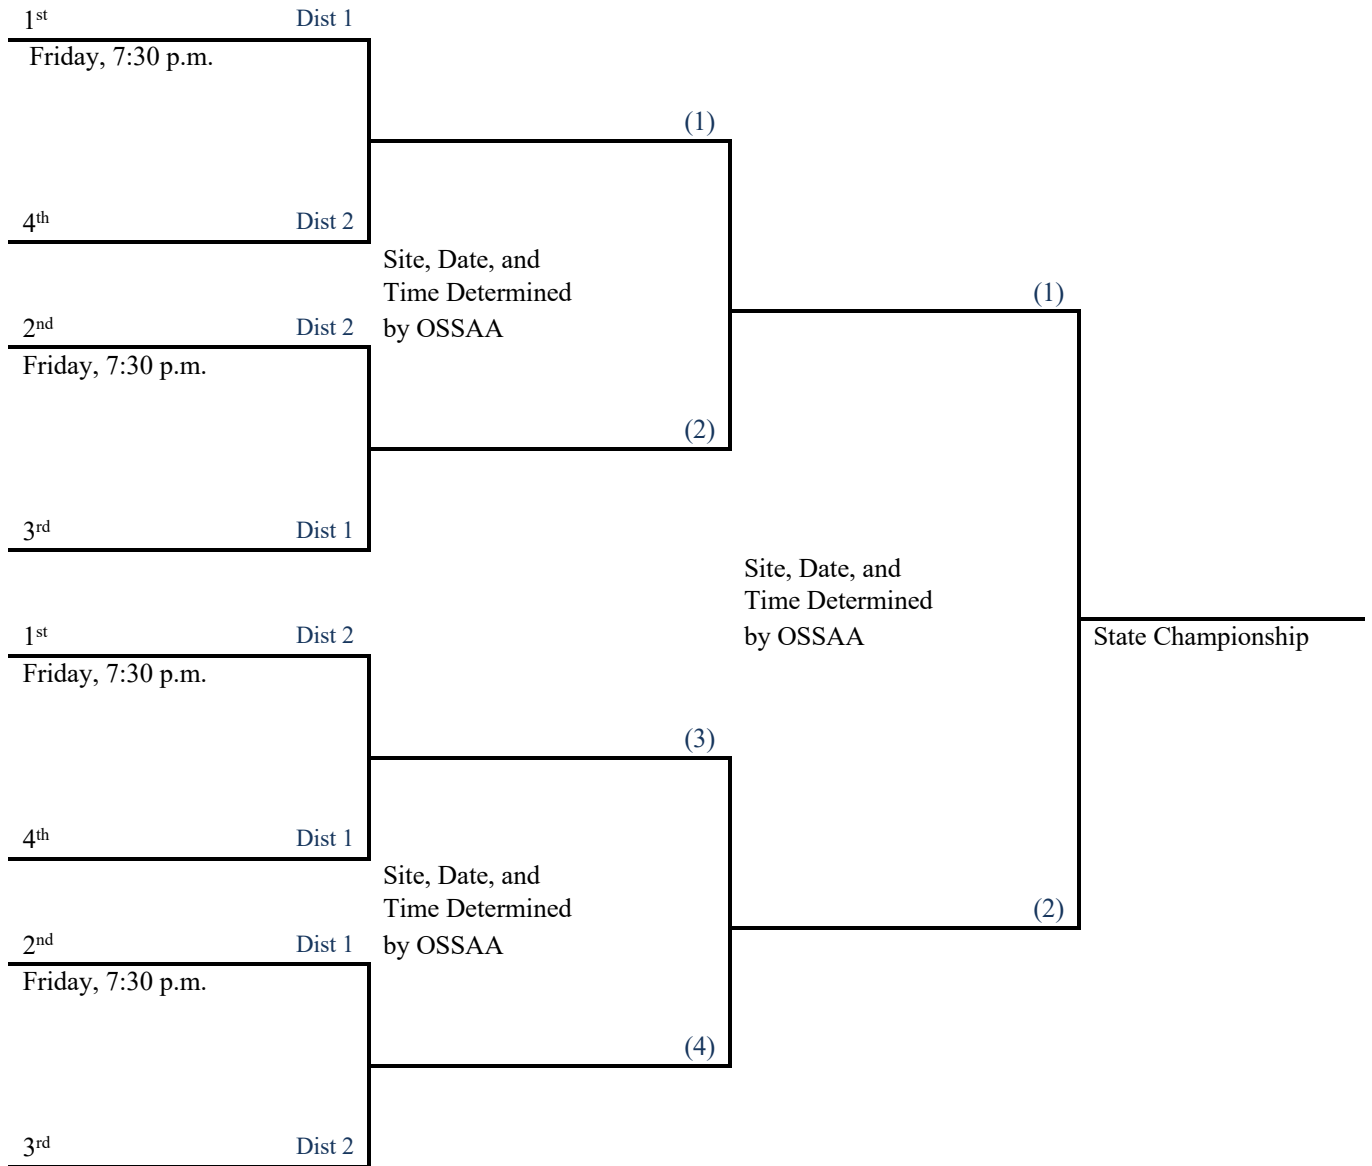 1st Dist 1
Friday, 7:30 p.m.
(1)
4th Dist 2
Site, Date, and
Time Determined
by OSSAA
(1)
2nd Dist 2
Friday, 7:30 p.m.
(2)
3rd Dist 1
Site, Date, and
Time Determined
by OSSAA
State Championship
1st Dist 2
Friday, 7:30 p.m.
(3)
4th Dist 1
Site, Date, and
Time Determined
by OSSAA
(2)
2nd Dist 1
Friday, 7:30 p.m.
(4)
3rd Dist 2